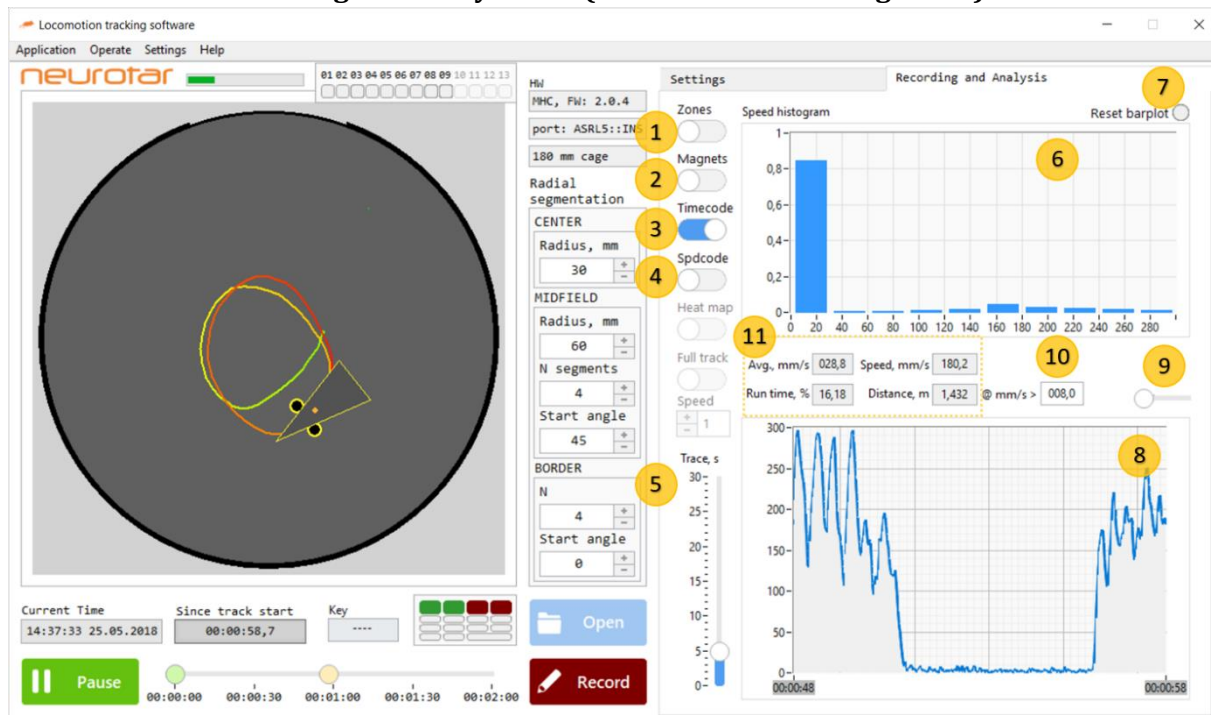 Locomotion tracking software
Application Operate Settings Help
neurotar
01 02 03 04 05 06 07 08 09 10 11 12 13
HW
MHC, FW: 2.0.4
port: ASRL5::INS
180 mm cage
Radial
segmentation
CENTER
Radius, mm
30
MIDFIELD
Radius, mm
60
N segments
4
Start angle
45
BORDER
N
4
Start angle
0
Settings
Recording and Analysis
Zones
1
Magnets
2
Timecode
3
Spdcode
4
Heat map
Full track
Speed
1
Trace, s
5
30
25
20
15
10
5
0
Speed histogram
Reset barplot
7
6
1
0,8
0,6
0,4
0,2
0
0 20 40 60 80 100 120 140 160 180 200 220 240 260 280
11
10
9
Avg., mm/s 028,8 Speed, mm/s 180,2
Run time, % 16,18 Distance, m 1,432 @ mm/s > 008,0
8
300
250
200
150
100
50
0
00:00:48 00:00:58
Current Time
14:37:33 25.05.2018
Since track start
00:00:58,7
Key
----
Open
Pause
00:00:00 00:00:30 00:01:00 00:01:30 00:02:00
Record